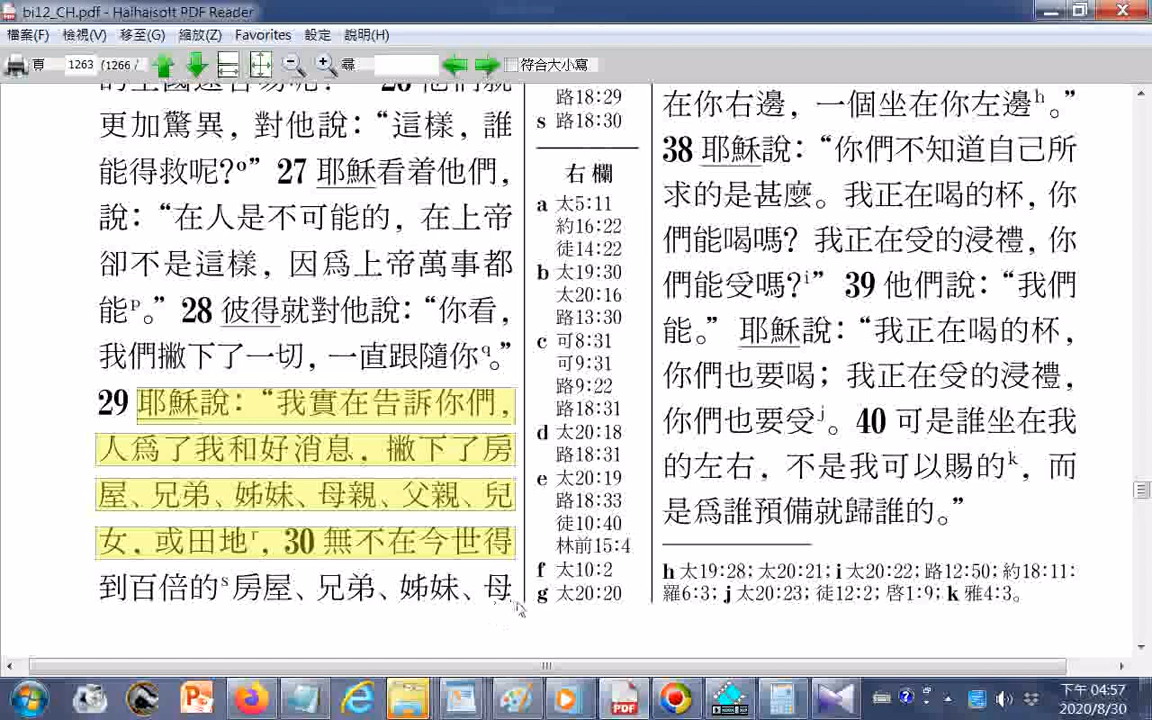 bi12_CH.pdf - Haihaisoft PDF Reader
檔案(F) 檢視(V) 移至(G) 縮放(Z) Favorites 設定 說明(H)
頁 1263 (1266 / 尋 符合大小寫
更加驚異，對他說：“這樣，誰
能得救呢?º” 27 耶穌看着他們，
說：“在人是不可能的，在上帝
卻不是這樣，因爲上帝萬事都
能ᵖ。” 28 彼得就對他說：“你看，
我們撇下了一切，一直跟隨你q。”
29 耶穌說：“我實在告訴你們，
人爲了我和好消息，撇下了房
屋、兄弟、姊妹、母親、父親、兒
女，或田地ʳ，30 無不在今世得
到百倍的ˢ房屋、兄弟、姊妹、母
路18:29
s 路18:30
右欄
a 太5:11
約16:22
徒14:22
b 太19:30
太20:16
路13:30
c 可8:31
可9:31
路9:22
路18:31
d 太20:18
路18:31
e 太20:19
路18:33
徒10:40
林前15:4
f 太10:2
g 太20:20
在你右邊，一個坐在你左邊ʰ。”
38 耶穌說：“你們不知道自己所
求的是甚麼。我正在喝的杯，你
們能喝嗎？我正在受的浸禮，你
們能受嗎?ⁱ” 39 他們說：“我們
能。” 耶穌說：“我正在喝的杯，
你們也要喝；我正在受的浸禮，
你們也要受ʲ。40 可是誰坐在我
的左右，不是我可以賜的ᵏ，而
是爲誰預備就歸誰的。”
h 太19:28；太20:21；i 太20:22；路12:50；約18:11；
羅6:3；j 太20:23；徒12:2；啓1:9；k 雅4:3。
下午 04:57
2020/8/30